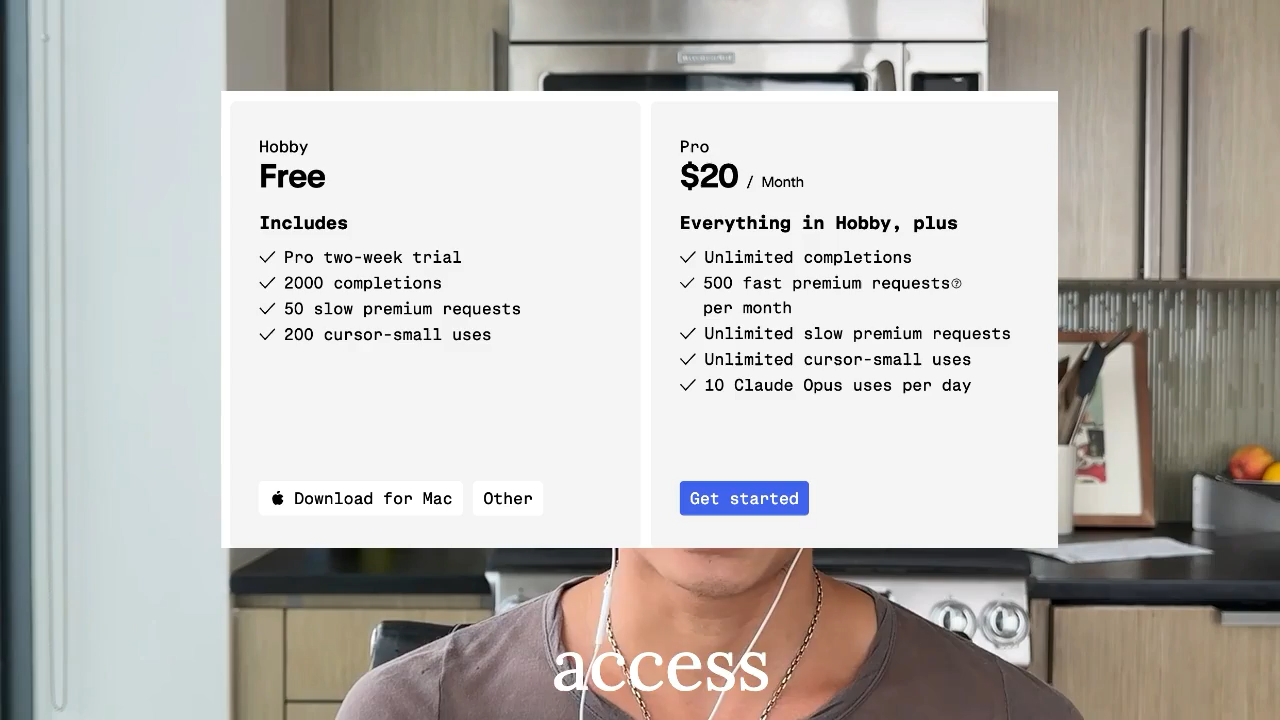 Hobby
Free
Includes
Pro two-week trial
2000 completions
50 slow premium requests
200 cursor-small uses
Download for Mac
Other
Pro
$20 / Month
Everything in Hobby, plus
Unlimited completions
500 fast premium requests?
per month
Unlimited slow premium requests
Unlimited cursor-small uses
10 Claude Opus uses per day
Get started
access